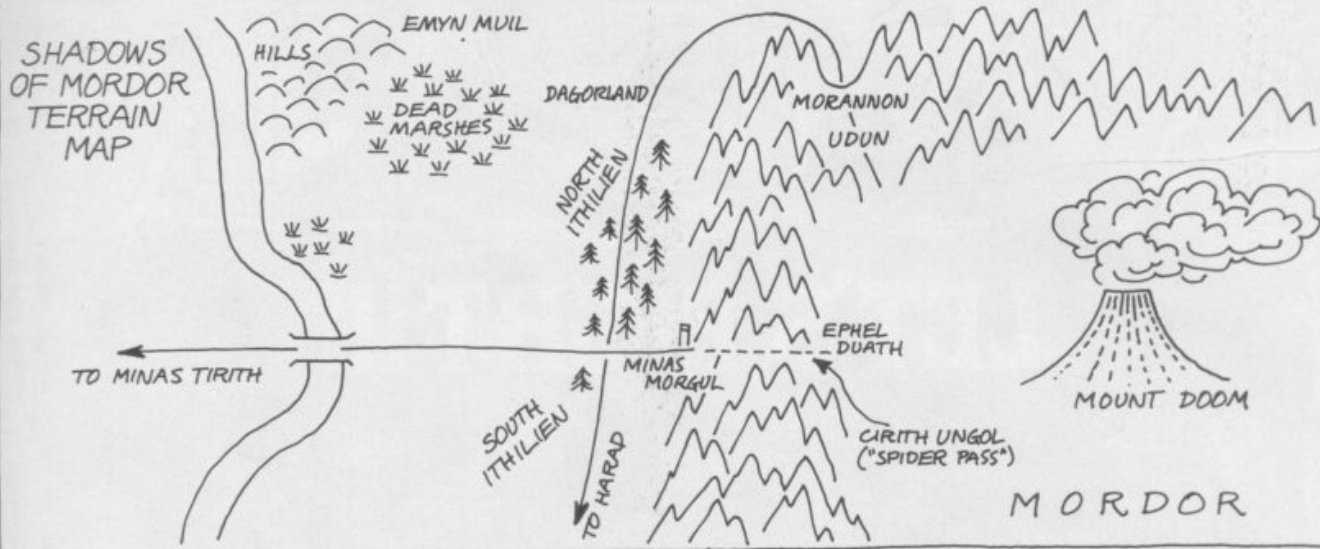 SHADOWS
OF MORDOR
TERRAIN
MAP
EMYN MUIL
HILLS
DEAD
MARSHES
DAGORLAND
MORANNON
UDUN
NORTH
ITHILIEN
TO MINAS TIRITH
MINAS
MORGUL
EPHEL
DUATH
SOUTH
ITHILIEN
TO HARAD
CIRITH UNGOL
("SPIDER PASS")
MOUNT DOOM
MORDOR